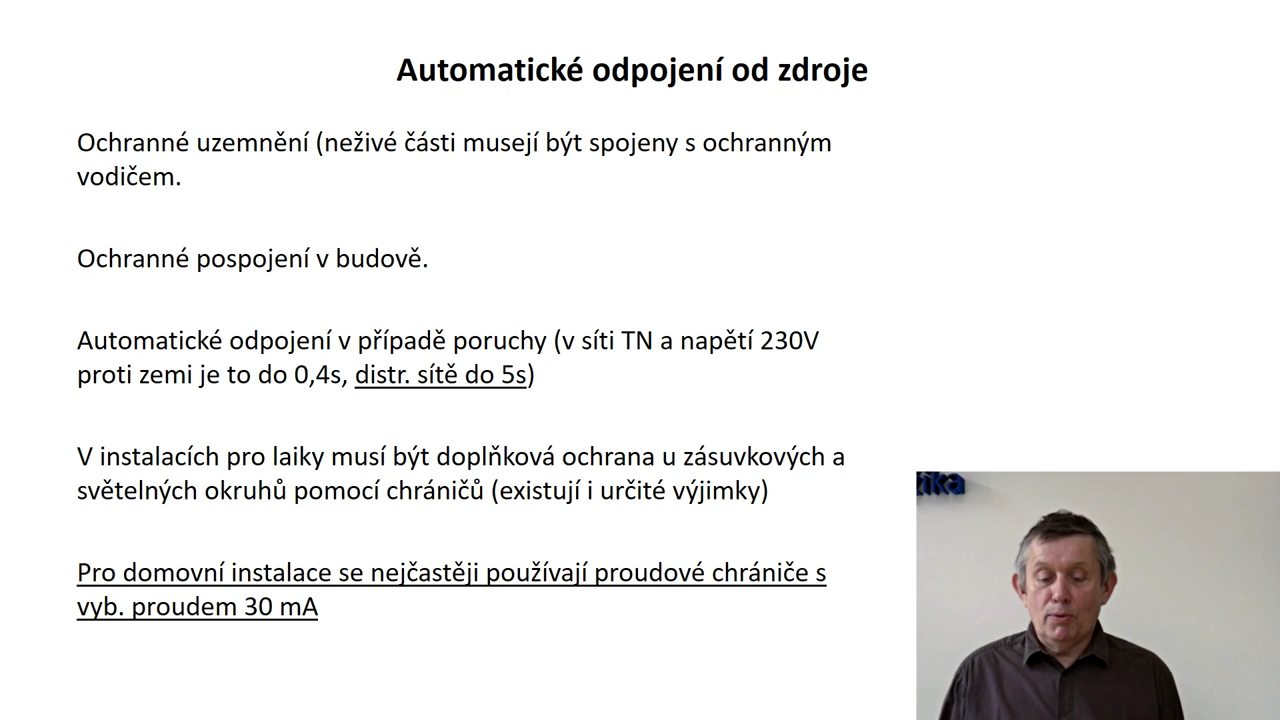 Automatické odpojení od zdroje
Ochranné uzemnění (neživé části musejí být spojeny s ochranným
vodičem.
Ochranné pospojení v budově.
Automatické odpojení v případě poruchy (v síti TN a napětí 230V
proti zemi je to do 0,4s, distr. sítě do 5s)
V instalacích pro laiky musí být doplňková ochrana u zásuvkových a
světelných okruhů pomocí chráničů (existují i určité výjimky)
Pro domovní instalace se nejčastěji používají proudové chrániče s
vyb. proudem 30 mA